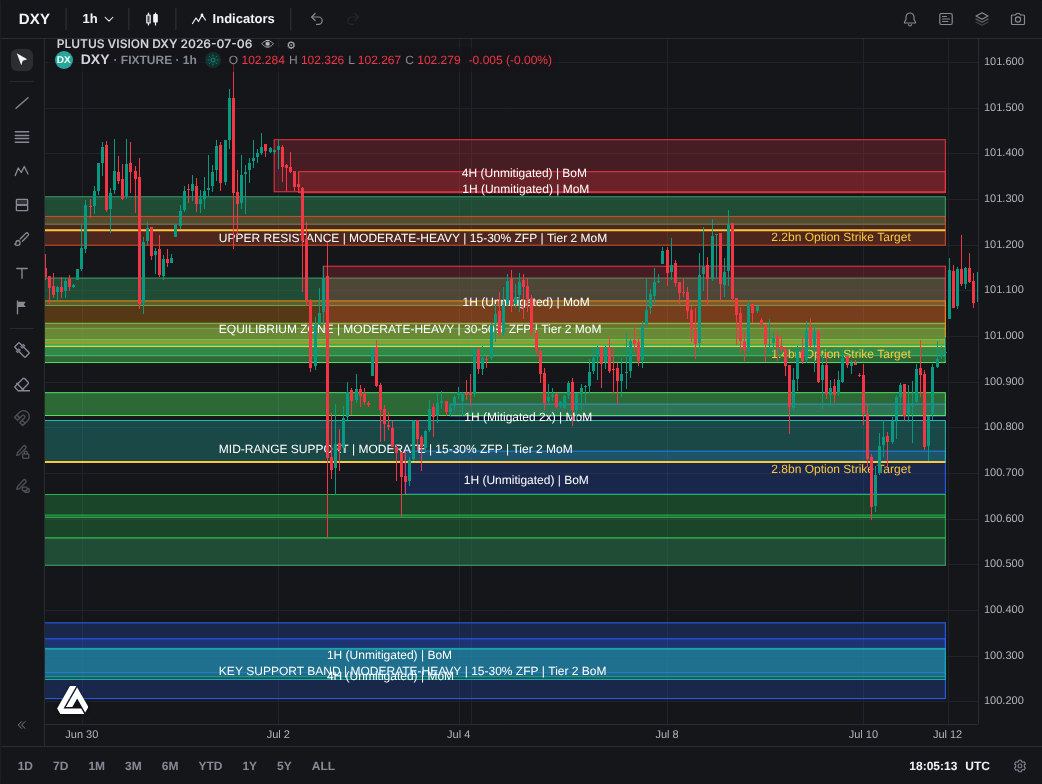 DXY 1h Indicators
PLUTUS VISION DXY 2026-07-06
DX DXY · FIXTURE · 1h O 102.284 H 102.326 L 102.267 C 102.279 -0.005 (-0.00%)
101.600
101.500
101.400
4H (Unmitigated) | BoM
1H (Unmitigated) | MoM
101.300
UPPER RESISTANCE | MODERATE-HEAVY | 15-30% ZFP | Tier 2 MoM
2.2bn Option Strike Target
101.200
101.100
1H (Unmitigated) | MoM
EQUILIBRIUM ZONE | MODERATE-HEAVY | 30-50% ZFP | Tier 2 MoM
101.000
1.4bn Option Strike Target
100.900
1H (Mitigated 2x) | MoM
100.800
MID-RANGE SUPPORT | MODERATE | 15-30% ZFP | Tier 2 MoM
2.8bn Option Strike Target
100.700
1H (Unmitigated) | BoM
100.600
100.500
100.400
1H (Unmitigated) | BoM
100.300
KEY SUPPORT BAND | MODERATE-HEAVY | 15-30% ZFP | Tier 2 BoM
4H (Unmitigated) | MoM
100.200
Jun 30 Jul 2 Jul 4 Jul 8 Jul 10 Jul 12
1D 7D 1M 3M 6M YTD 1Y 5Y ALL 18:05:13 UTC